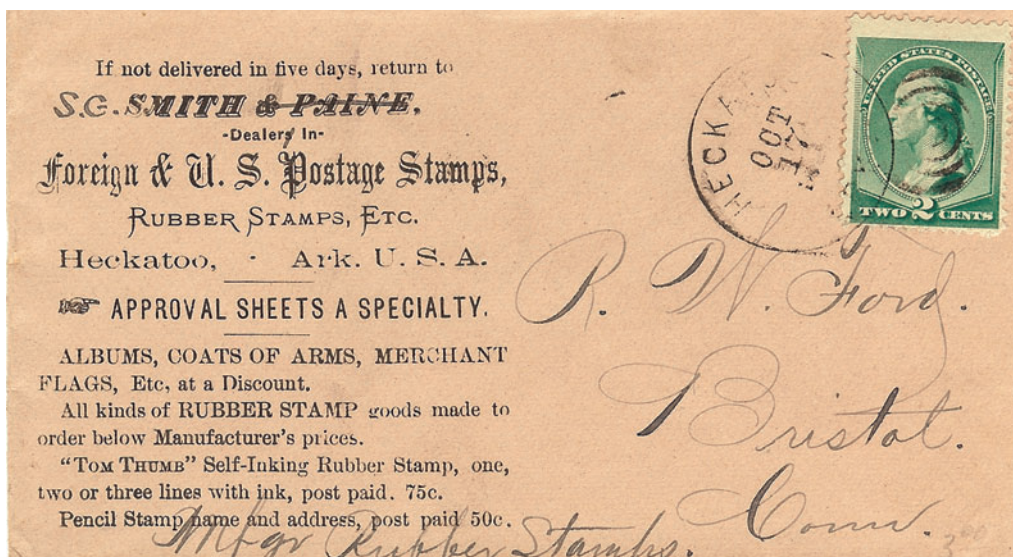 If not delivered in five days, return to
S.G. SMITH & PAINE.
-Dealers In-
Foreign & U. S. Postage Stamps,
RUBBER STAMPS, ETC.
Heckatoo, · Ark. U. S. A.
APPROVAL SHEETS A SPECIALTY.
ALBUMS, COATS OF ARMS, MERCHANT
FLAGS, Etc, at a Discount.
All kinds of RUBBER STAMP goods made to
order below Manufacturer's prices.
"TOM THUMB" Self-Inking Rubber Stamp, one,
two or three lines with ink, post paid. 75c.
Pencil Stamp name and address, post paid 50c.
Mfgr Rubber Stamps.
OCT
17
UNITED STATES POSTAGE
TWO 2 CENTS
R. W. Ford.
Bristol.
Conn.